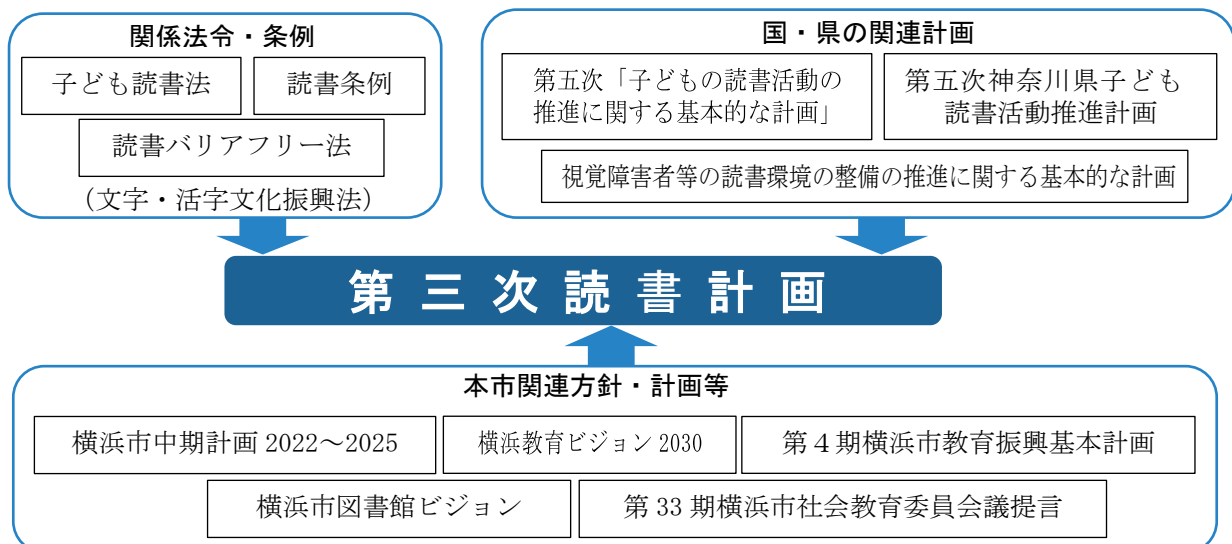 関係法令・条例
子ども読書法
読書条例
読書バリアフリー法
(文字・活字文化振興法)
国・県の関連計画
第五次「子どもの読書活動の
推進に関する基本的な計画」
第五次神奈川県子ども
読書活動推進計画
視覚障害者等の読書環境の整備の推進に関する基本的な計画
第三次読書計画
本市関連方針・計画等
横浜市中期計画 2022~2025
横浜教育ビジョン 2030
第4期横浜市教育振興基本計画
横浜市図書館ビジョン
第 33 期横浜市社会教育委員会議提言